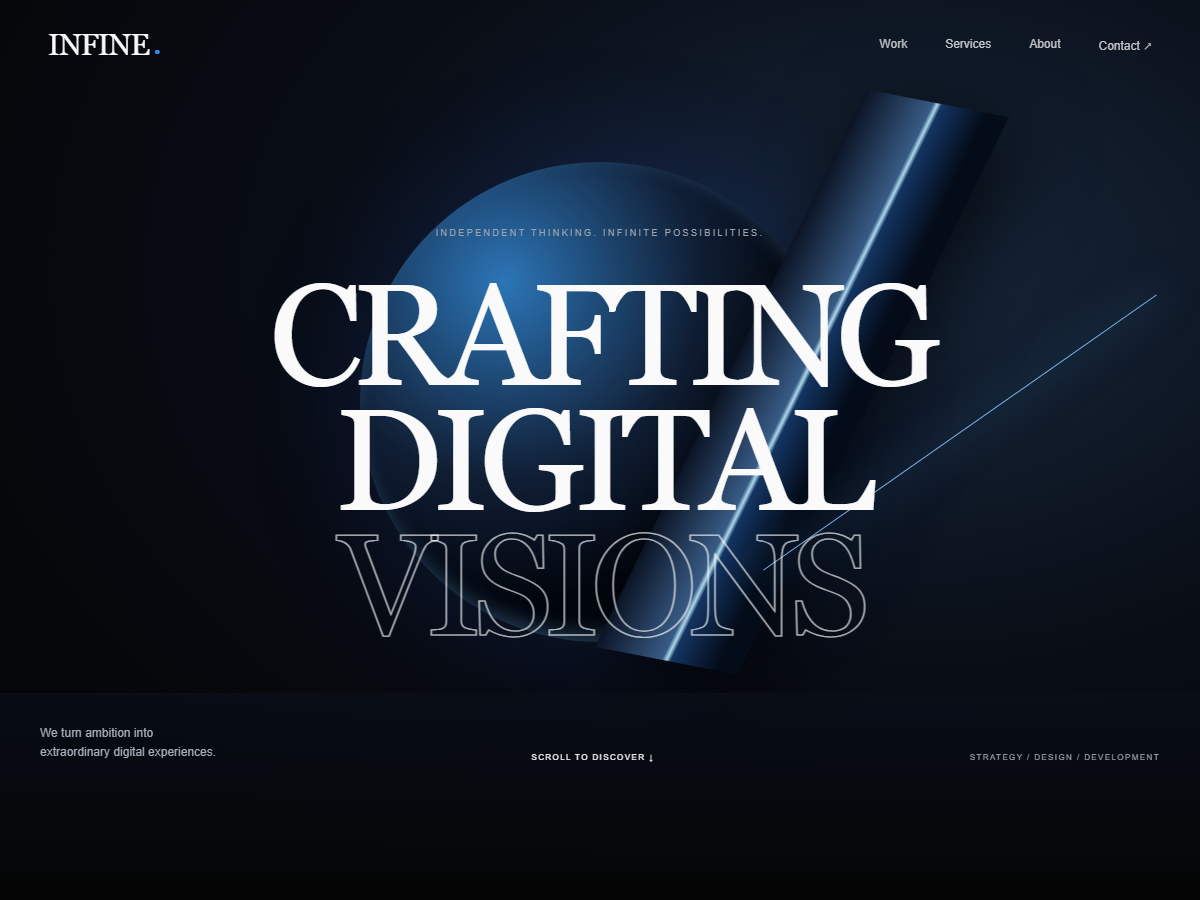 INFINE.
Work
Services
About
Contact ↗
INDEPENDENT THINKING. INFINITE POSSIBILITIES.
CRAFTING
DIGITAL
VISIONS
We turn ambition into
extraordinary digital experiences.
SCROLL TO DISCOVER ↓
STRATEGY / DESIGN / DEVELOPMENT